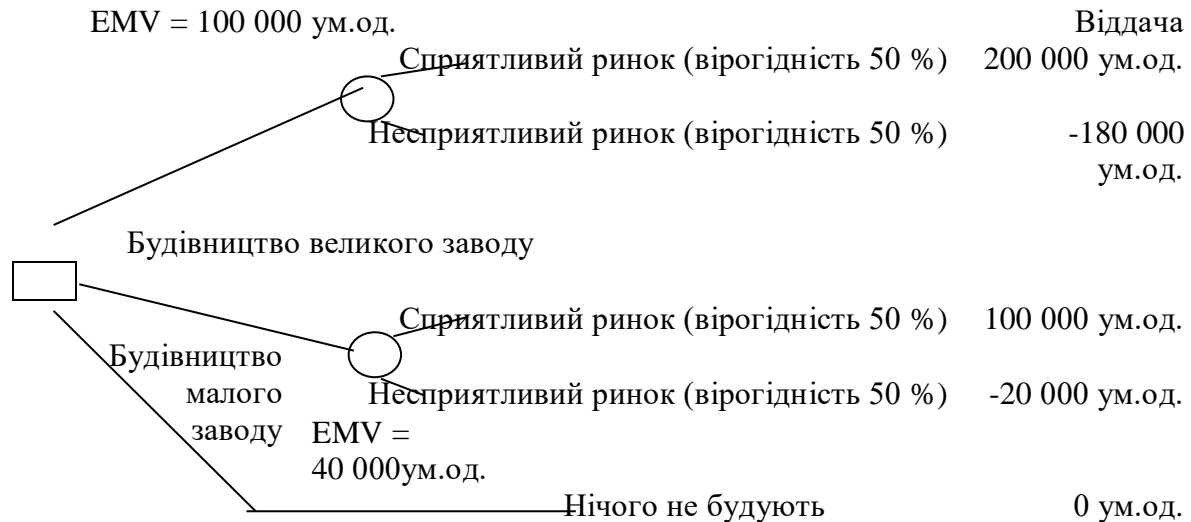 EMV = 100 000 ум.од. Віддача
Сприятливий ринок (вірогідність 50 %) 200 000 ум.од.
Несприятливий ринок (вірогідність 50 %) -180 000
ум.од.
Будівництво великого заводу
Сприятливий ринок (вірогідність 50 %) 100 000 ум.од.
Будівництво
малого
заводу
Несприятливий ринок (вірогідність 50 %) -20 000 ум.од.
EMV =
40 000ум.од.
Нічого не будують 0 ум.од.